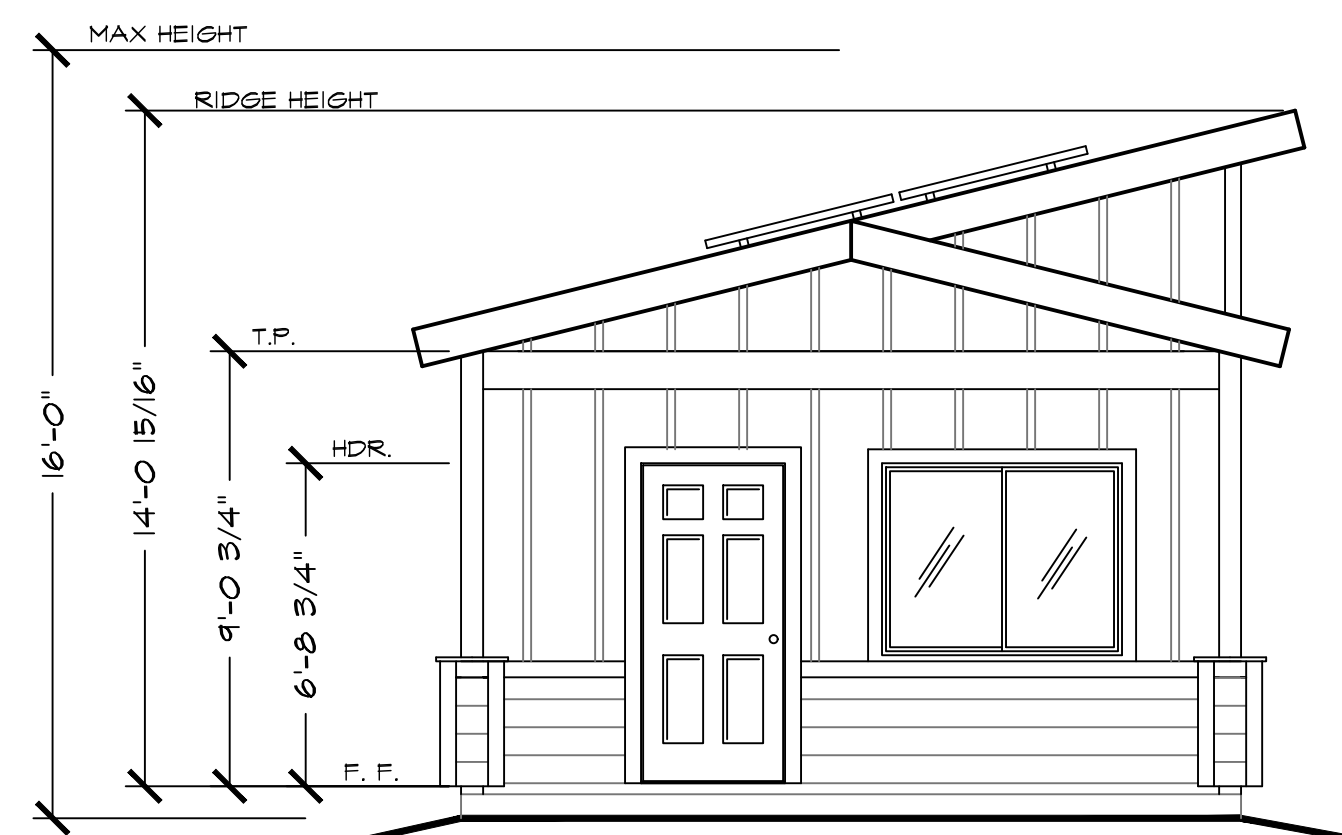 MAX HEIGHT
RIDGE HEIGHT
T.P.
HDR.
F. F.
16'-0"
14'-0 15/16"
9'-0 3/4"
6'-8 3/4"